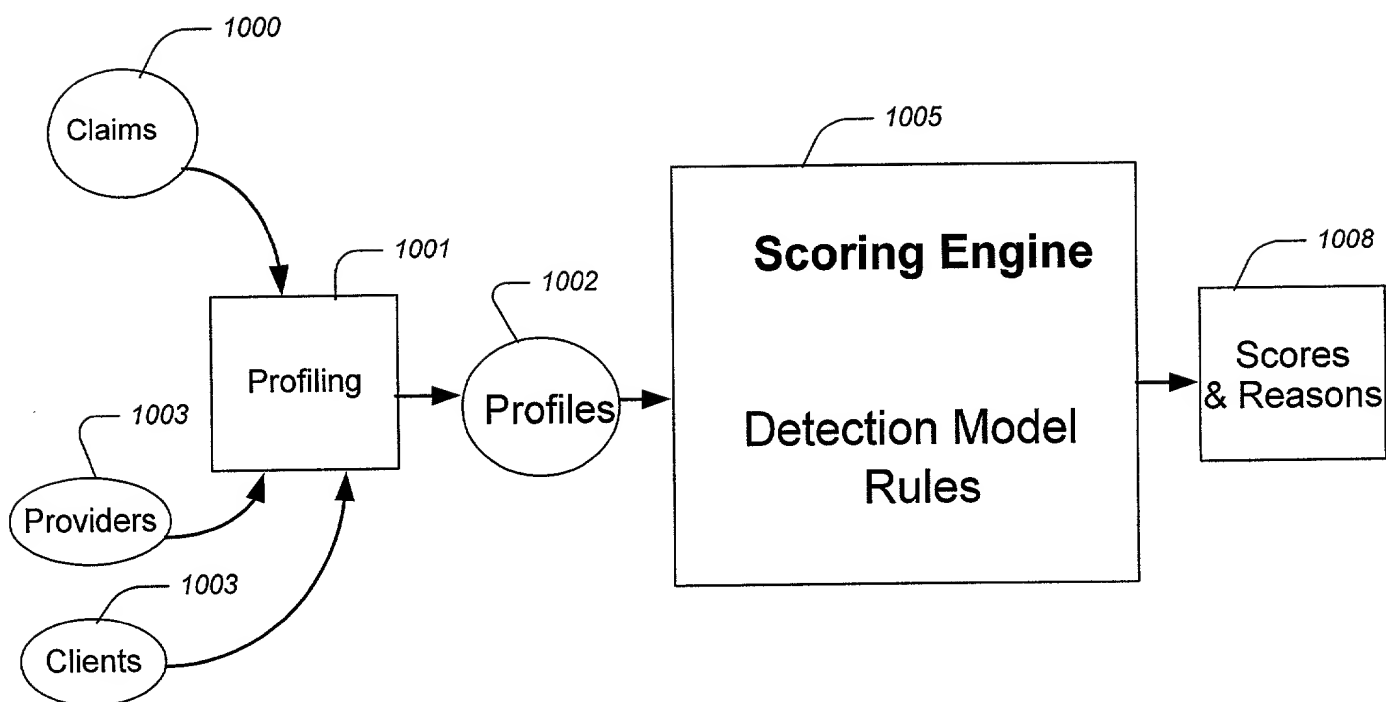 1000
Claims
1005
1001
Scoring Engine
1008
1002
Profiling
Profiles
Scores
& Reasons
1003
Detection Model
Rules
Providers
1003
Clients